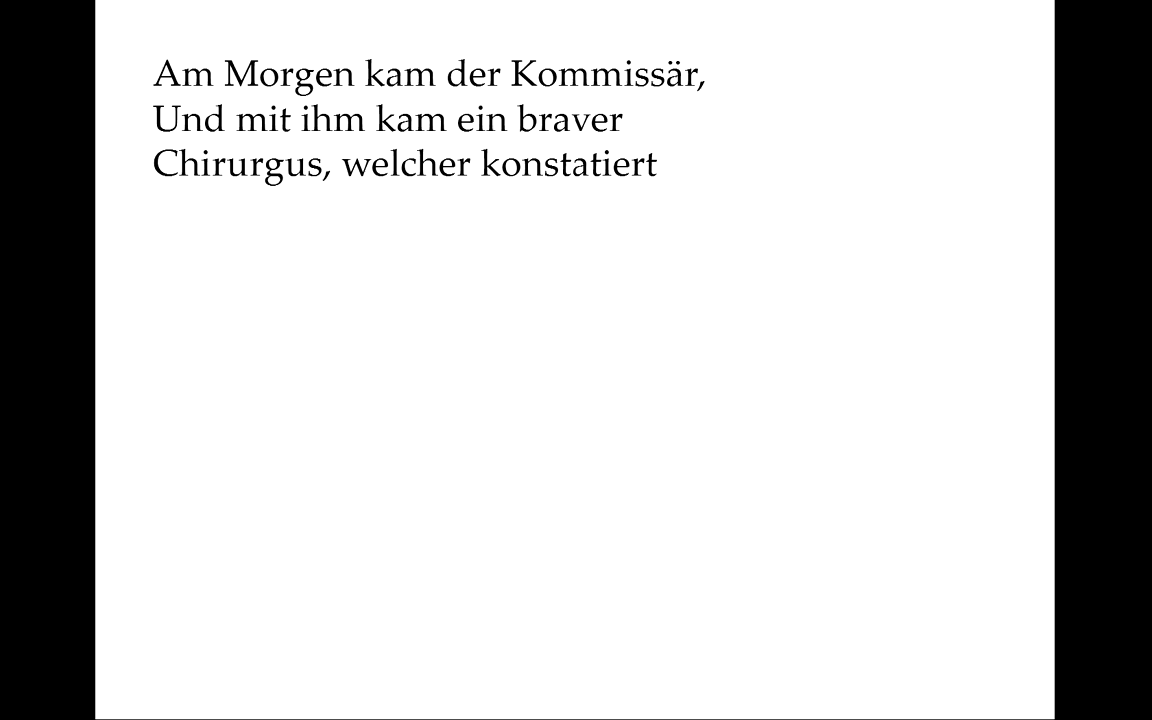 Am Morgen kam der Kommissär,
Und mit ihm kam ein braver
Chirurgus, welcher konstatiert